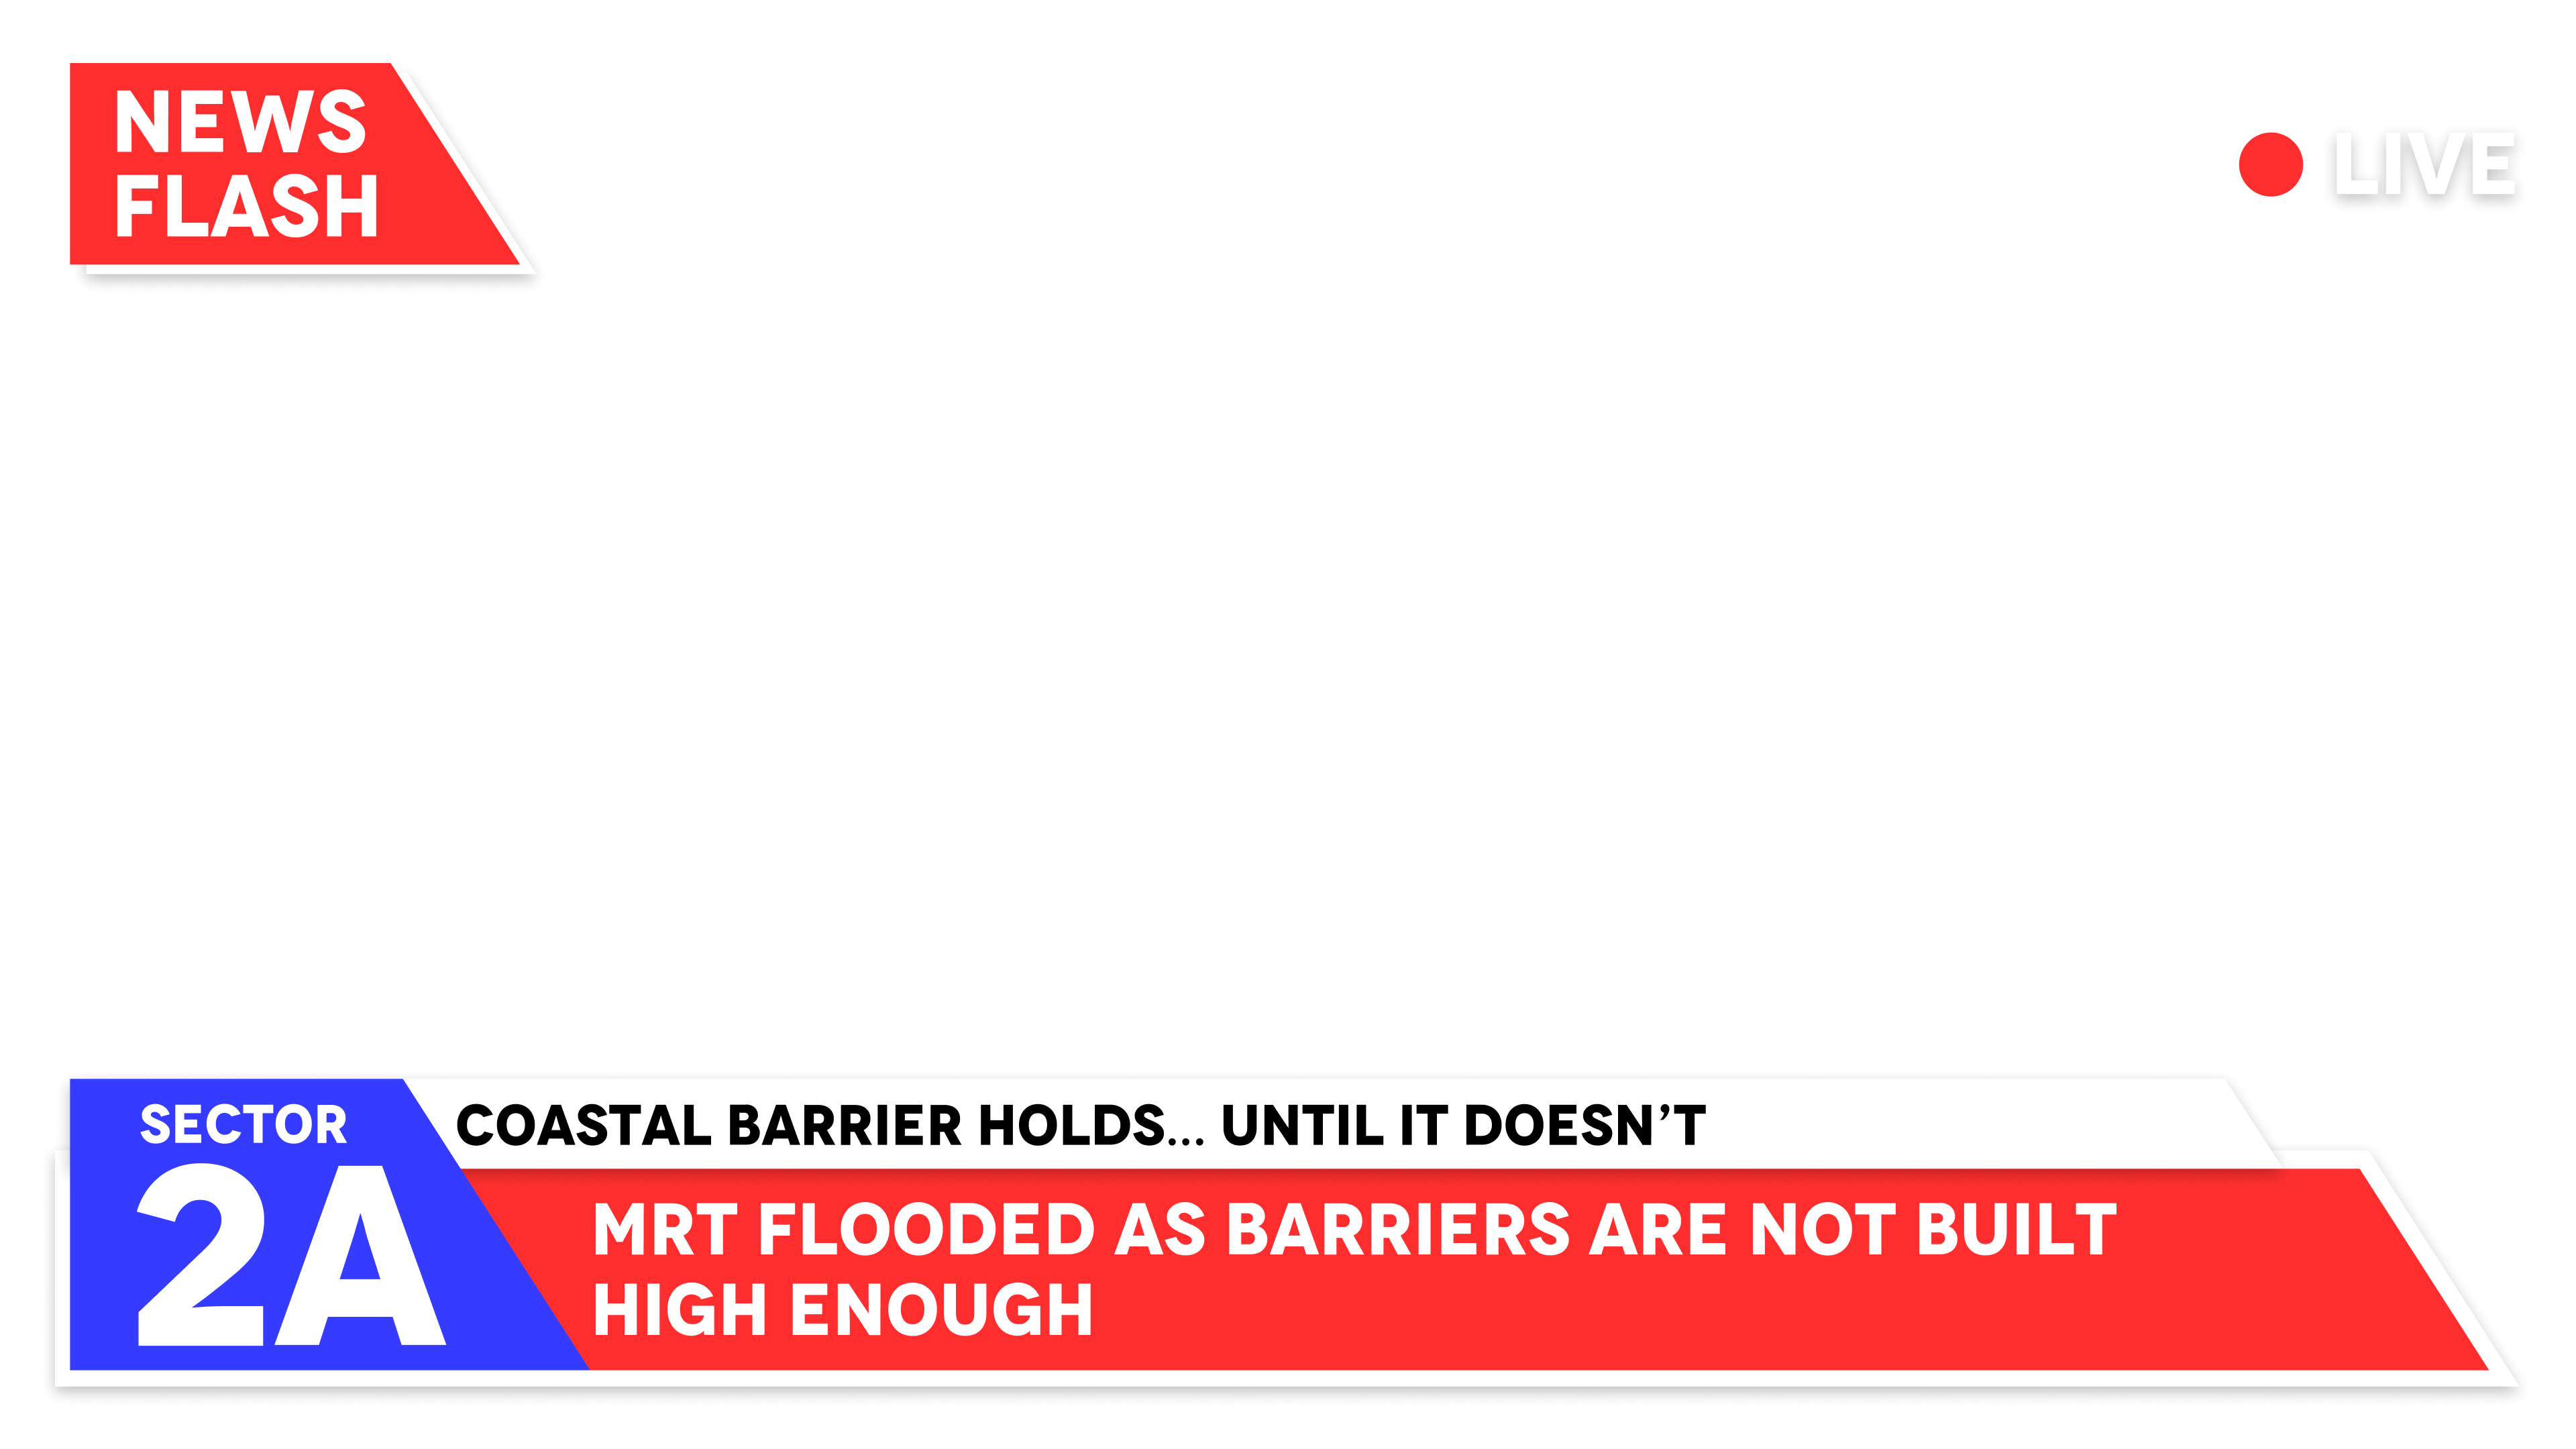 NEWS
FLASH
LIVE
SECTOR
2A
COASTAL BARRIER HOLDS... UNTIL IT DOESN’T
MRT FLOODED AS BARRIERS ARE NOT BUILT
HIGH ENOUGH